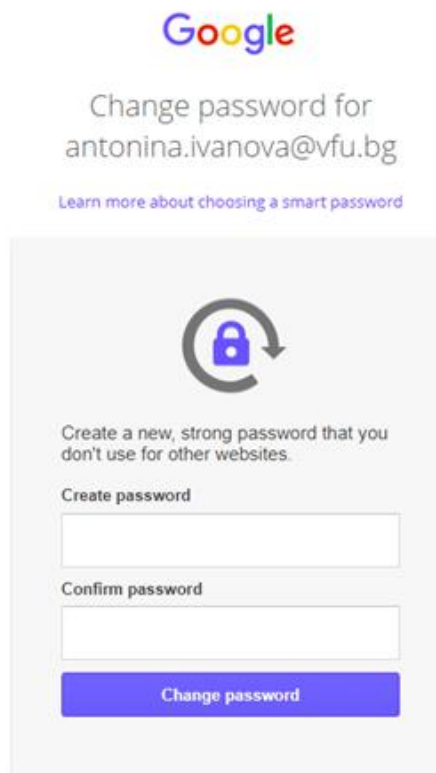 Google
Change password for
antonina.ivanova@vfu.bg
Learn more about choosing a smart password
Create a new, strong password that you
don't use for other websites.
Create password
Confirm password
Change password